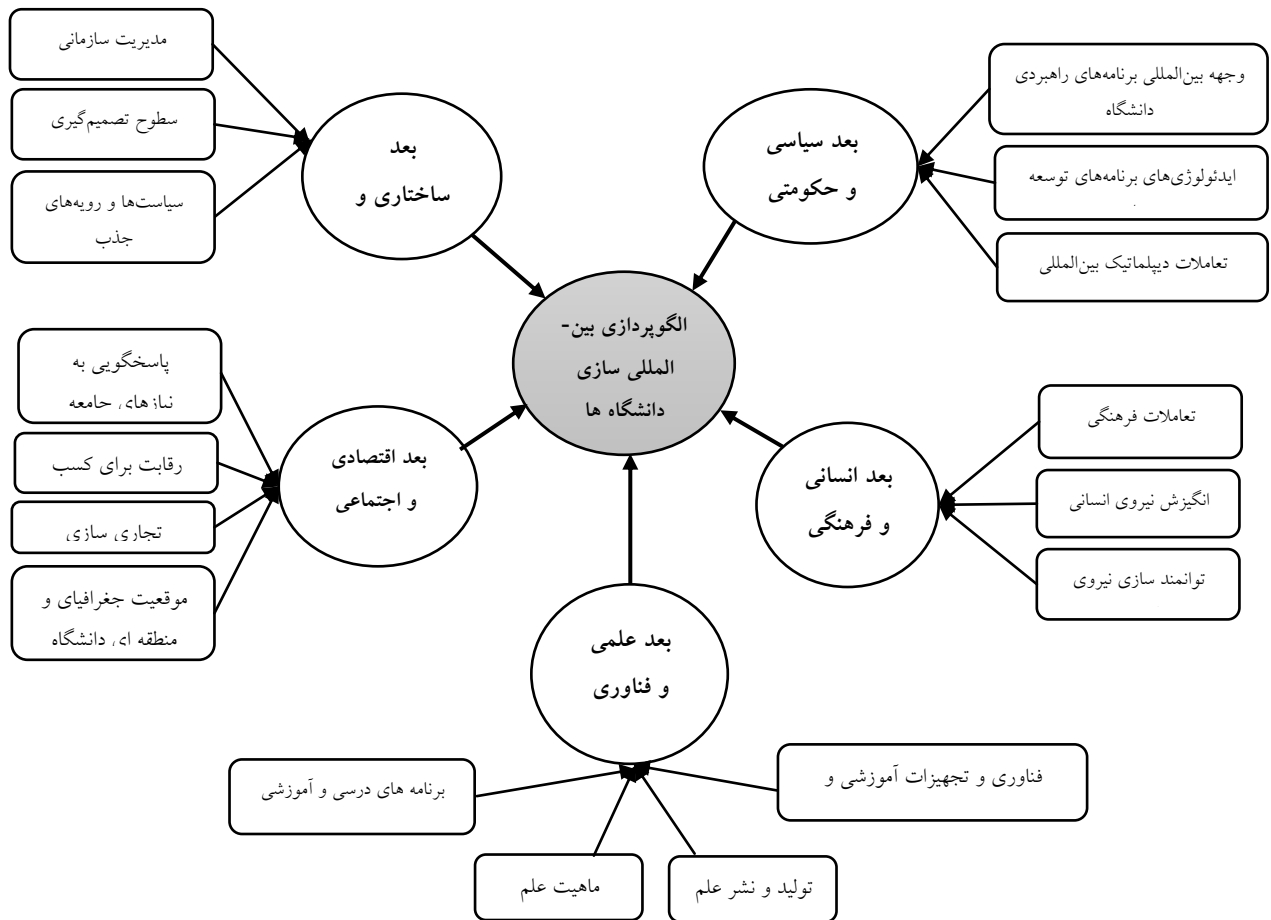 مدیریت سازمانی
سطوح تصمیم‌گیری
سیاست‌ها و رویه‌های
جذب
بعد
ساختاری و
وجهه بین‌المللی برنامه‌های راهبردی
دانشگاه
ایدئولوژی‌های برنامه‌های توسعه
تعاملات دیپلماتیک بین‌المللی
بعد سیاسی
و حکومتی
الگوپردازی بین-
المللی سازی
دانشگاه ها
پاسخگویی به
نیازهای جامعه
رقابت برای کسب
تجاری سازی
موقعیت جغرافیای و
منطقه ای دانشگاه
بعد اقتصادی
و اجتماعی
تعاملات فرهنگی
انگیزش نیروی انسانی
توانمند سازی نیروی
بعد انسانی
و فرهنگی
بعد علمی
و فناوری
فناوری و تجهیزات آموزشی و
برنامه های درسی و آموزشی
تولید و نشر علم
ماهیت علم